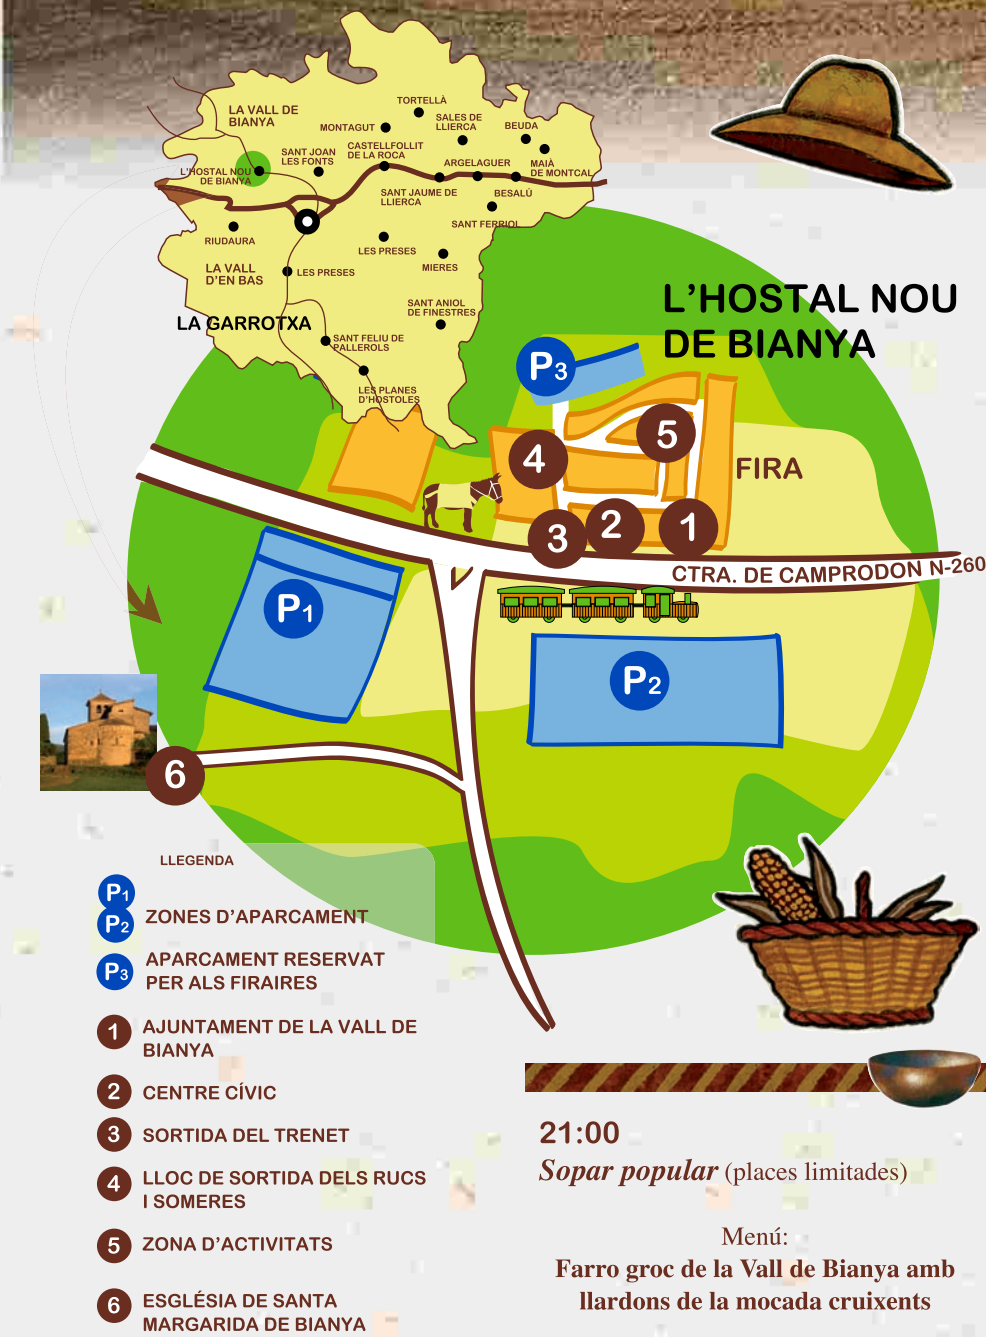 LA VALL DE
BIANYA
TORTELLÀ
MONTAGUT
SALES DE
LLIERCA
BEUDA
SANT JOAN
LES FONTS
CASTELLFOLLIT
DE LA ROCA
ARGELAGUER
MAIÀ
DE MONTCAL
L'HOSTAL NOU
DE BIANYA
SANT JAUME DE
LLIERCA
BESALÚ
SANT FERRIOL
RIUDAURA
LES PRESES
MIERES
LA VALL
D'EN BAS
LES PRESES
SANT ANIOL
DE FINESTRES
LA GARROTXA
SANT FELIU DE
PALLEROLS
LES PLANES
D'HOSTOLES
L'HOSTAL NOU
DE BIANYA
P3
5
4
FIRA
3
2
1
CTRA. DE CAMPRODON N-260
P1
P2
6
LLEGENDA
P1
P2
ZONES D'APARCAMENT
P3
APARCAMENT RESERVAT
PER ALS FIRAIRES
1 AJUNTAMENT DE LA VALL DE
BIANYA
2 CENTRE CÍVIC
3 SORTIDA DEL TRENET
4 LLOC DE SORTIDA DELS RUCS
I SOMERES
5 ZONA D'ACTIVITATS
6 ESGLÉSIA DE SANTA
MARGARIDA DE BIANYA
21:00
Sopar popular (places limitades)
Menú:
Farro groc de la Vall de Bianya amb
llardons de la mocada cruixents